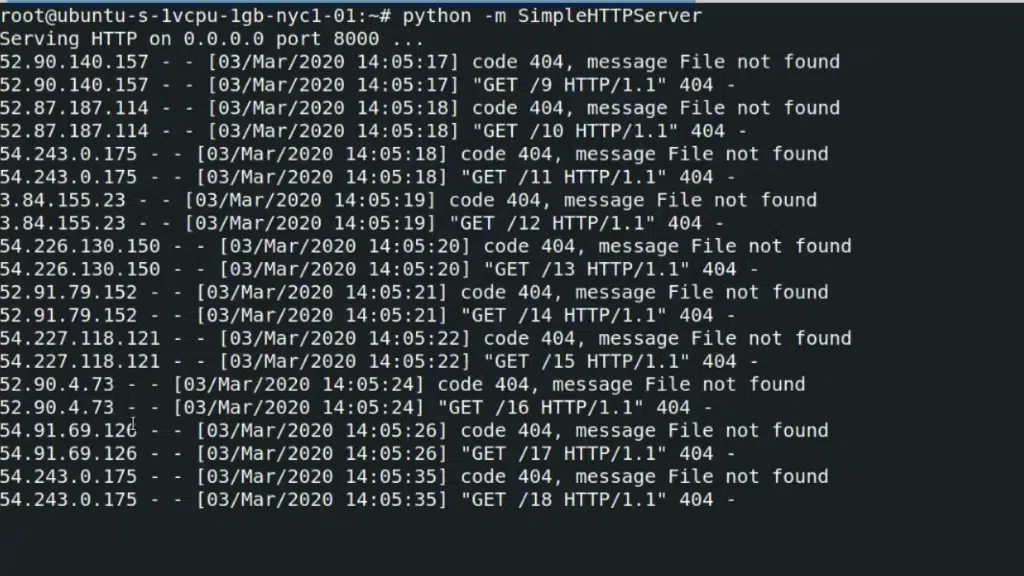 root@ubuntu-s-1vcpu-1gb-nyc1-01:~# python -m SimpleHTTPServer
Serving HTTP on 0.0.0.0 port 8000 ...
52.90.140.157 - - [03/Mar/2020 14:05:17] code 404, message File not found
52.90.140.157 - - [03/Mar/2020 14:05:17] "GET /9 HTTP/1.1" 404 -
52.87.187.114 - - [03/Mar/2020 14:05:18] code 404, message File not found
52.87.187.114 - - [03/Mar/2020 14:05:18] "GET /10 HTTP/1.1" 404 -
54.243.0.175 - - [03/Mar/2020 14:05:18] code 404, message File not found
54.243.0.175 - - [03/Mar/2020 14:05:18] "GET /11 HTTP/1.1" 404 -
3.84.155.23 - - [03/Mar/2020 14:05:19] code 404, message File not found
3.84.155.23 - - [03/Mar/2020 14:05:19] "GET /12 HTTP/1.1" 404 -
54.226.130.150 - - [03/Mar/2020 14:05:20] code 404, message File not found
54.226.130.150 - - [03/Mar/2020 14:05:20] "GET /13 HTTP/1.1" 404 -
52.91.79.152 - - [03/Mar/2020 14:05:21] code 404, message File not found
52.91.79.152 - - [03/Mar/2020 14:05:21] "GET /14 HTTP/1.1" 404 -
54.227.118.121 - - [03/Mar/2020 14:05:22] code 404, message File not found
54.227.118.121 - - [03/Mar/2020 14:05:22] "GET /15 HTTP/1.1" 404 -
52.90.4.73 - - [03/Mar/2020 14:05:24] code 404, message File not found
52.90.4.73 - - [03/Mar/2020 14:05:24] "GET /16 HTTP/1.1" 404 -
54.91.69.126 - - [03/Mar/2020 14:05:26] code 404, message File not found
54.91.69.126 - - [03/Mar/2020 14:05:26] "GET /17 HTTP/1.1" 404 -
54.243.0.175 - - [03/Mar/2020 14:05:35] code 404, message File not found
54.243.0.175 - - [03/Mar/2020 14:05:35] "GET /18 HTTP/1.1" 404 -